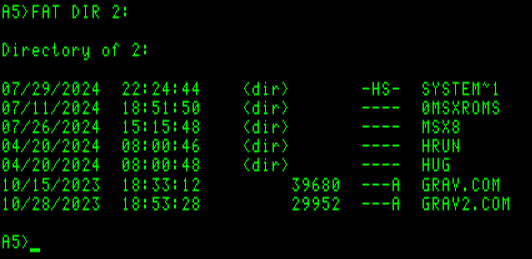 A5>FAT DIR 2:
Directory of 2:
07/29/2024  22:24:44    <dir>       -HS-  SYSTEM~1
07/11/2024  18:51:50    <dir>       ----  0MSXROMS
07/26/2024  15:15:48    <dir>       ----  MSX8
04/20/2024  08:00:46    <dir>       ----  HRUN
04/20/2024  08:00:48    <dir>       ----  HUG
10/15/2023  18:33:12         39680  ---A  GRAV.COM
10/28/2023  18:53:28         29952  ---A  GRAV2.COM
A5>_